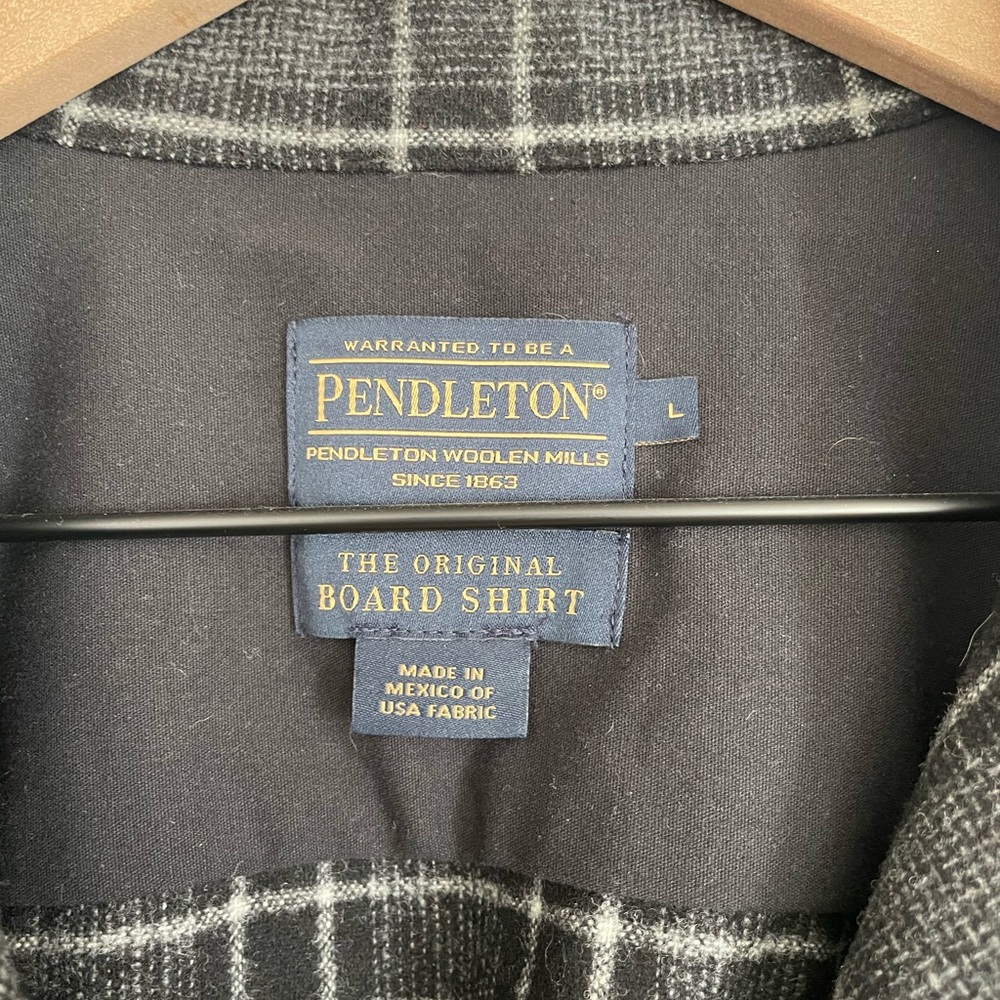 WARRANTED TO BE A
PENDLETON®
L
PENDLETON WOOLEN MILLS
SINCE 1863
THE ORIGINAL
BOARD SHIRT
MADE IN
MEXICO OF
USA FABRIC